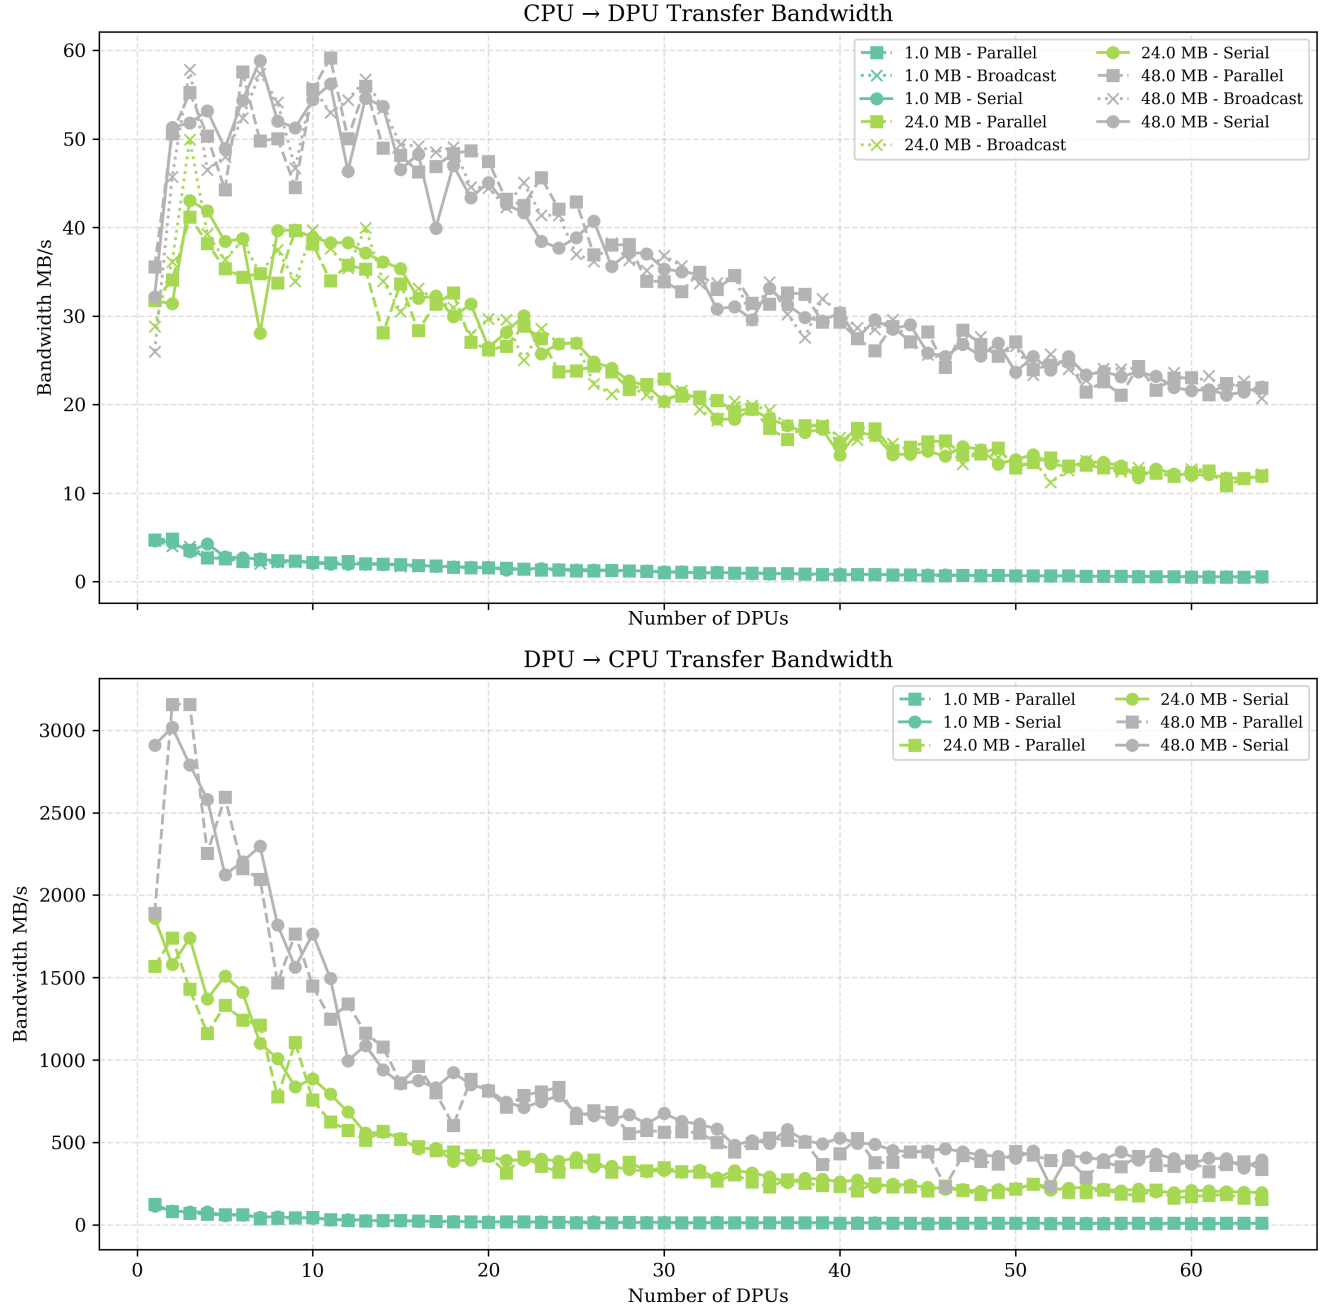 CPU → DPU Transfer Bandwidth
Bandwidth MB/s
60
50
40
30
20
10
0
1.0 MB - Parallel
1.0 MB - Broadcast
1.0 MB - Serial
24.0 MB - Parallel
24.0 MB - Broadcast
24.0 MB - Serial
48.0 MB - Parallel
48.0 MB - Broadcast
48.0 MB - Serial
Number of DPUs
DPU → CPU Transfer Bandwidth
Bandwidth MB/s
3000
2500
2000
1500
1000
500
0
1.0 MB - Parallel
1.0 MB - Serial
24.0 MB - Parallel
24.0 MB - Serial
48.0 MB - Parallel
48.0 MB - Serial
0 10 20 30 40 50 60
Number of DPUs